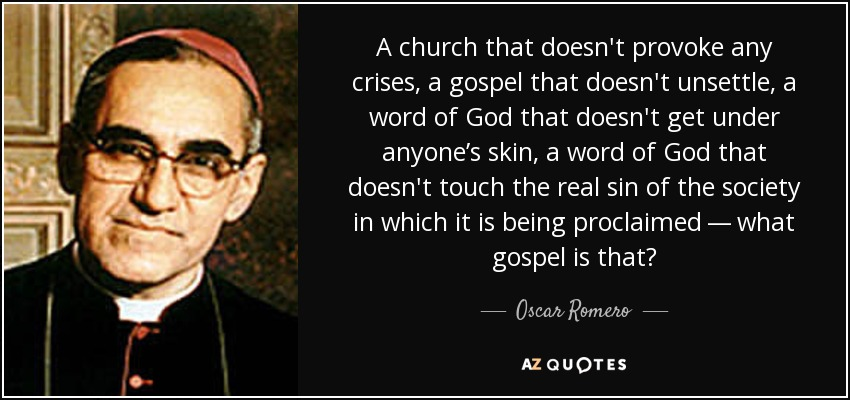 A church that doesn't provoke any
crises, a gospel that doesn't unsettle, a
word of God that doesn't get under
anyone’s skin, a word of God that
doesn't touch the real sin of the society
in which it is being proclaimed — what
gospel is that?
Oscar Romero
AZ QUOTES